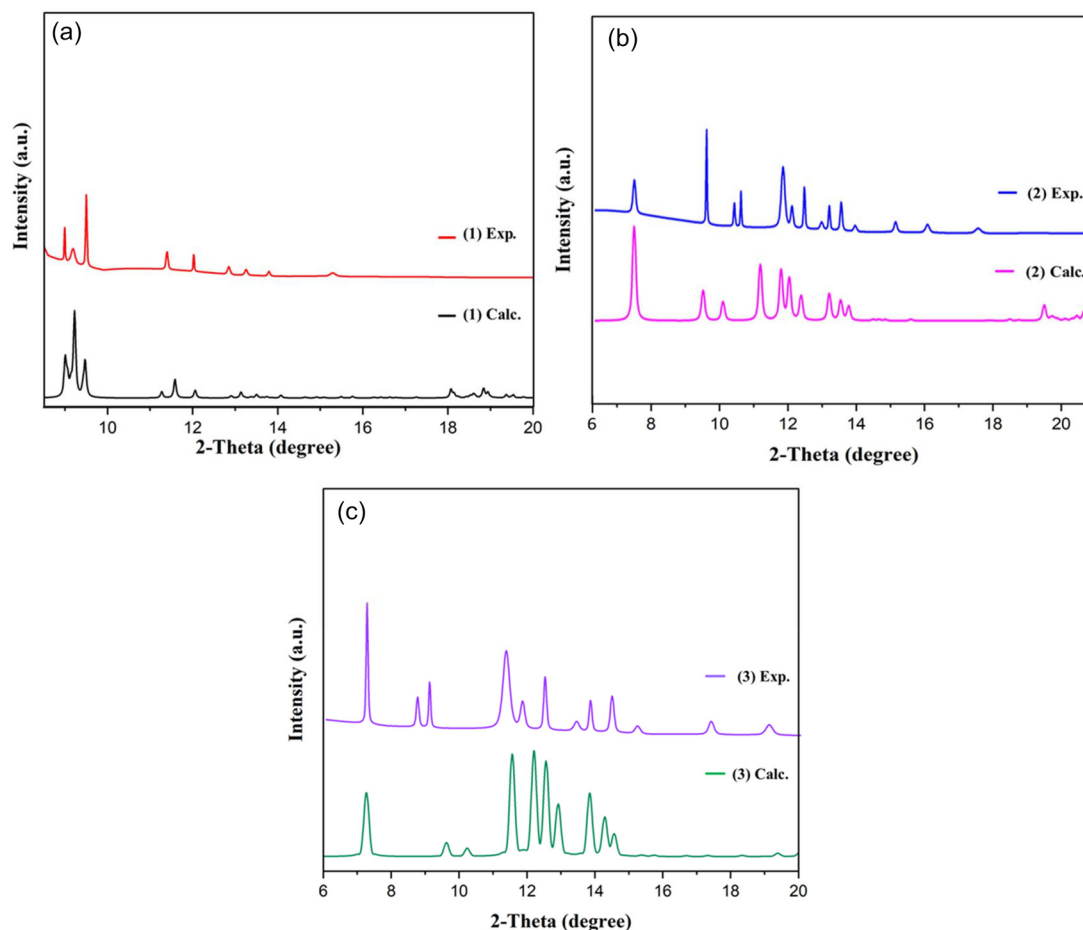 (a)
Intensity (a.u.)
(1) Exp.
(1) Calc.
10 12 14 16 18 20
2-Theta (degree)
(b)
Intensity (a.u.)
(2) Exp.
(2) Calc.
6 8 10 12 14 16 18 20
2-Theta (degree)
(c)
Intensity (a.u.)
(3) Exp.
(3) Calc.
6 8 10 12 14 16 18 20
2-Theta (degree)